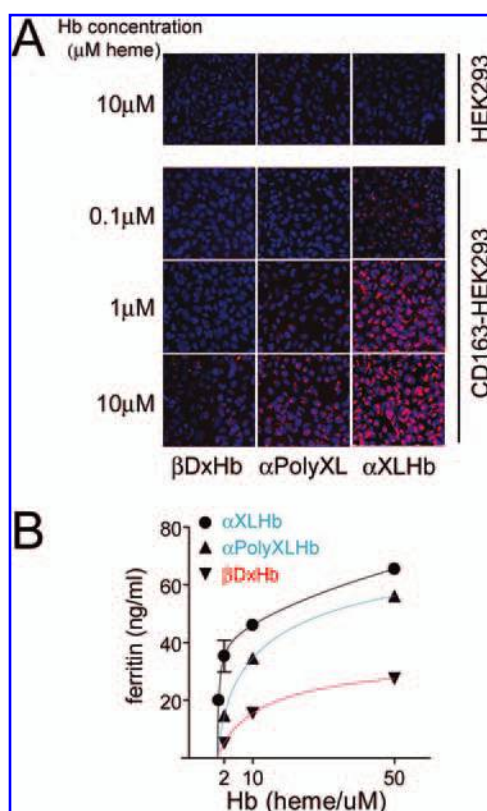 A
Hb concentration
(μM heme)
10μM
HEK293
0.1μM
1μM
10μM
CD163-HEK293
βDxHb αPolyXL αXLHb
B
80
60
40
20
αXLHb
αPolyXLHb
βDxHb
ferritin (ng/ml)
2 10 50
Hb (heme/uM)